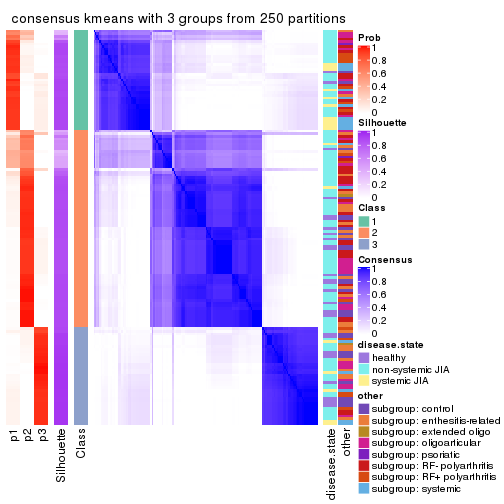 consensus kmeans with 3 groups from 250 partitions
Prob
1
0.8
0.6
0.4
0.2
0
Silhouette
1
0.8
0.6
0.4
0.2
0
Class
1
2
3
Consensus
1
0.8
0.6
0.4
0.2
0
disease.state
healthy
non-systemic JIA
systemic JIA
other
subgroup: control
subgroup: enthesitis-related
subgroup: extended oligo
subgroup: oligoarticular
subgroup: psoriatic
subgroup: RF- polyarthritis
subgroup: RF+ polyarthritis
subgroup: systemic
p1
p2
p3
Silhouette
Class
disease.state
other